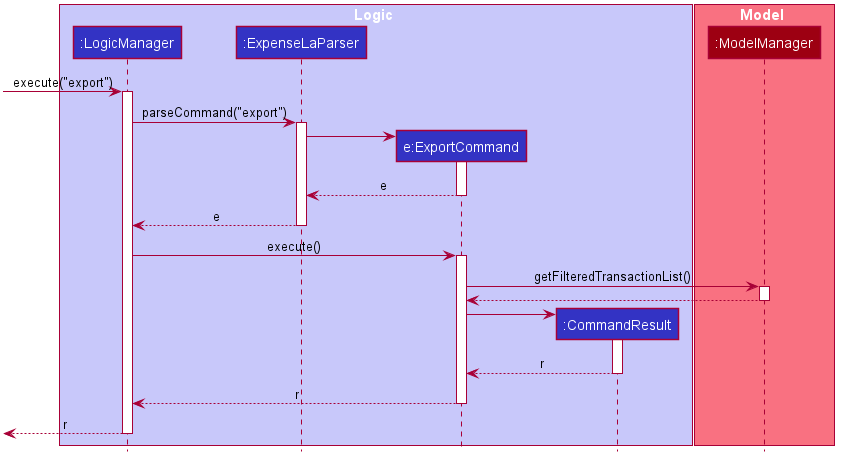 Logic
Model
:LogicManager
:ExpenseLaParser
:ModelManager
execute("export")
parseCommand("export")
e:ExportCommand
e
e
execute()
getFilteredTransactionList()
:CommandResult
r
r
r